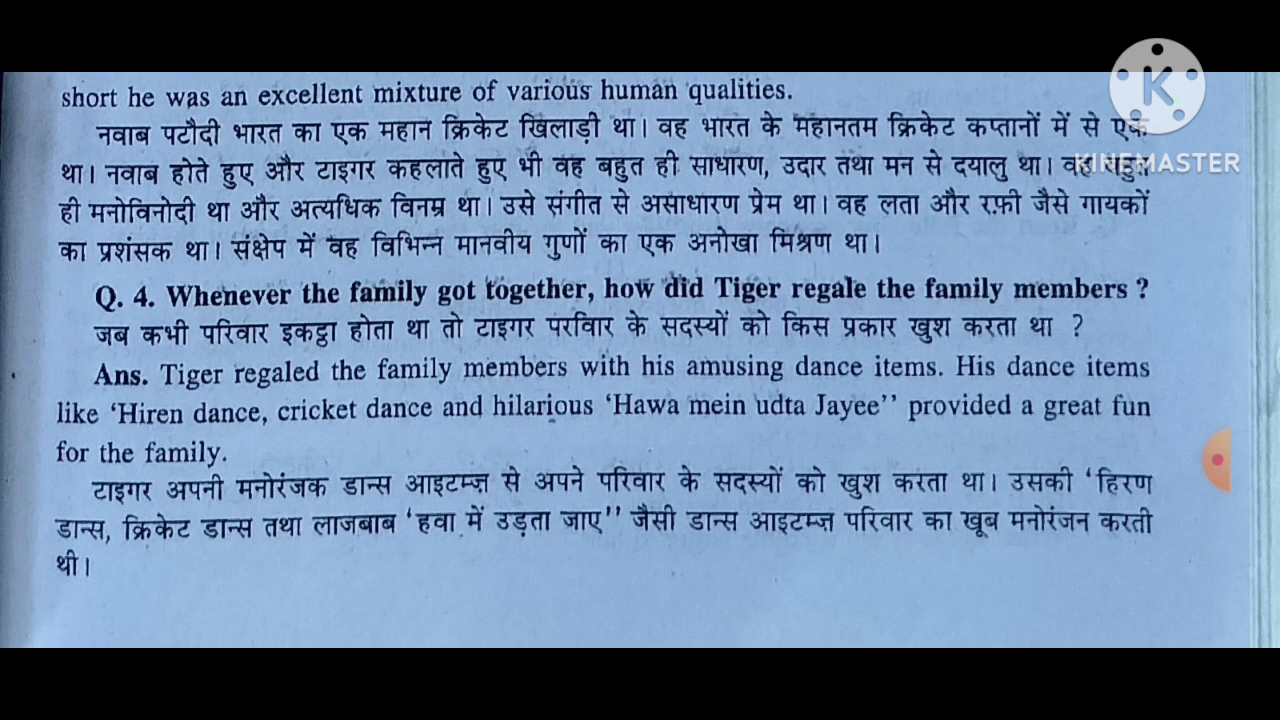 short he was an excellent mixture of various human qualities.
नवाब पटौदी भारत का एक महान क्रिकेट खिलाड़ी था। वह भारत के महानतम क्रिकेट कप्तानों में से एक
था। नवाब होते हुए और टाइगर कहलाते हुए भी वह बहुत ही साधारण, उदार तथा मन से दयालु था। वह
ही मनोविनोदी था और अत्यधिक विनम्र था। उसे संगीत से असाधारण प्रेम था। वह लता और रफ़ी जैसे गायकों
का प्रशंसक था। संक्षेप में वह विभिन्न मानवीय गुणों का एक अनोखा मिश्रण था।
Q. 4. Whenever the family got together, how did Tiger regale the family members ?
जब कभी परिवार इकट्ठा होता था तो टाइगर परविार के सदस्यों को किस प्रकार खुश करता था ?
Ans. Tiger regaled the family members with his amusing dance items. His dance items
like ‘Hiren dance, cricket dance and hilarious ‘Hawa mein udta Jayee’’ provided a great fun
for the family.
टाइगर अपनी मनोरंजक डान्स आइटम्ज़ से अपने परिवार के सदस्यों को खुश करता था। उसकी ‘हिरण
डान्स, क्रिकेट डान्स तथा लाजबाब ‘हवा में उड़ता जाए’’ जैसी डान्स आइटम्ज़ परिवार का खूब मनोरंजन करती
थी।
K
KINEMASTER